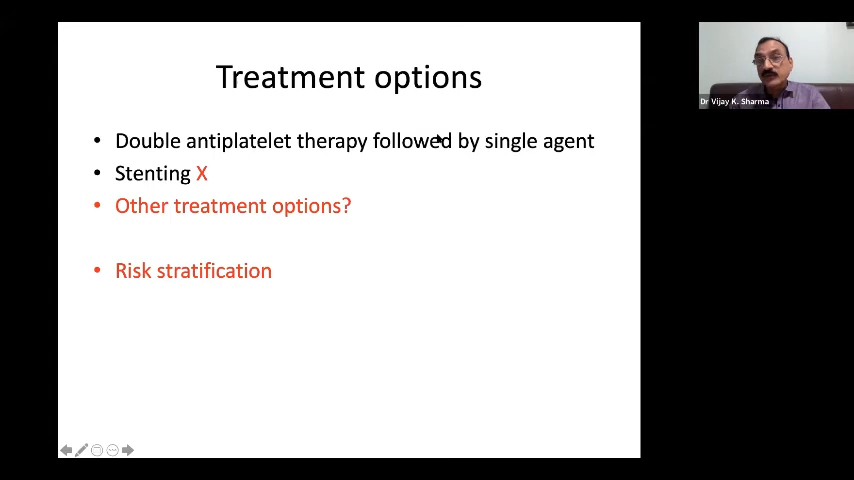 Treatment options
• Double antiplatelet therapy followed by single agent
• Stenting X
• Other treatment options?
• Risk stratification
Dr Vijay K. Sharma